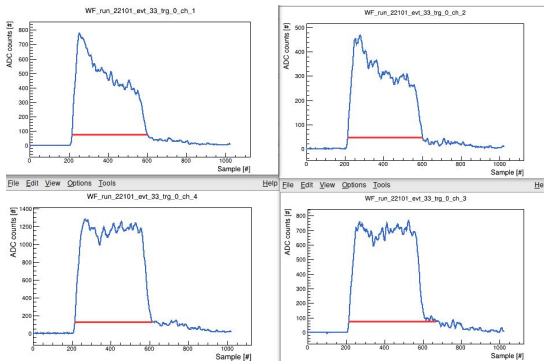 WF_run_22101_evt_33_trg_0_ch_1
ADC counts [#]
800
700
600
500
400
300
200
100
0
0 200 400 600 800 1000
Sample [#]
WF_run_22101_evt_33_trg_0_ch_2
ADC counts [#]
500
400
300
200
100
0
0 200 400 600 800 1000
Sample [#]
File Edit View Options Tools Help
File Edit View Options Tools He
WF_run_22101_evt_33_trg_0_ch_4
ADC counts [#]
1400
1200
1000
800
600
400
200
0
0 200 400 600 800 1000
Sample [#]
WF_run_22101_evt_33_trg_0_ch_3
ADC counts [#]
800
700
600
500
400
300
200
100
0
0 200 400 600 800 1000
Sample [#]